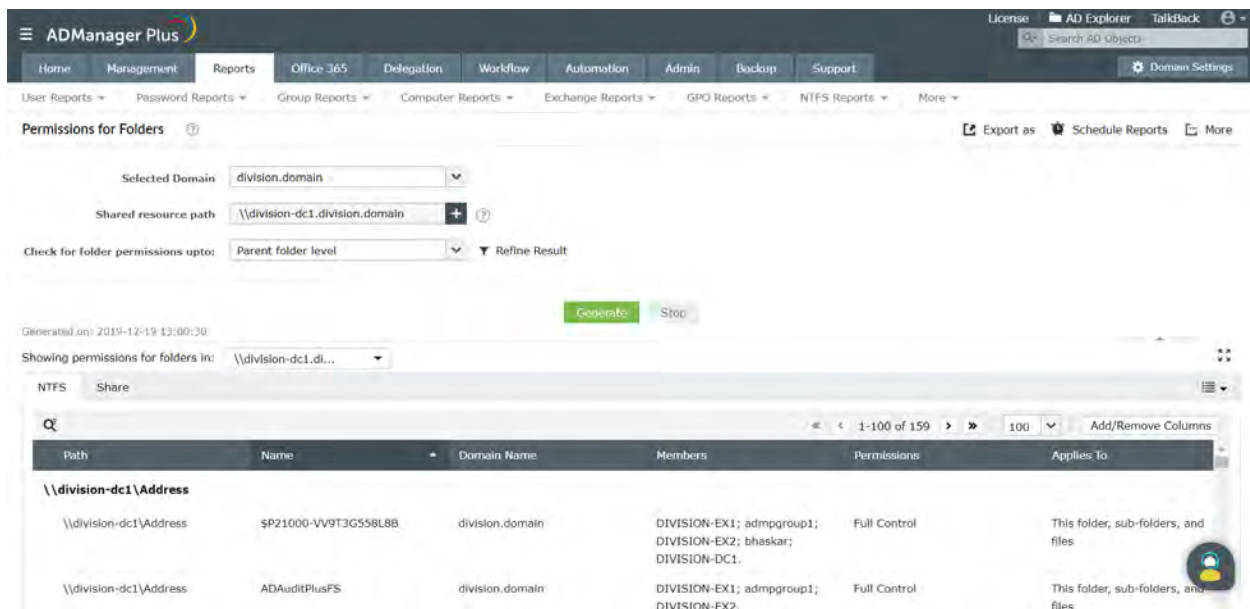 License AD Explorer TalkBack
ADManager Plus
Search AD Objects
Home Management Reports Office 365 Delegation Workflow Automation Admin Backup Support Domain Settings
User Reports Password Reports Group Reports Computer Reports Exchange Reports GPO Reports NTFS Reports More
Permissions for Folders Export as Schedule Reports More
Selected Domain division.domain
Shared resource path \\division-dc1.division.domain
Check for folder permissions upto: Parent folder level Refine Result
Generate Stop
Generated on: 2019-12-19 13:00:30
Showing permissions for folders in: \\division-dc1.di...
NTFS Share
1-100 of 159 100 Add/Remove Columns
Path Name Domain Name Members Permissions Applies To
\\division-dc1\Address
\\division-dc1\Address $P21000-VV9T3G558L8B division.domain DIVISION-EX1; admpgroup1; Full Control This folder, sub-folders, and
DIVISION-EX2; bhaskar; files
DIVISION-DC1.
\\division-dc1\Address ADAuditPlusFS division.domain DIVISION-EX1; admpgroup1; Full Control This folder, sub-folders, and
DIVISION-EX2. files